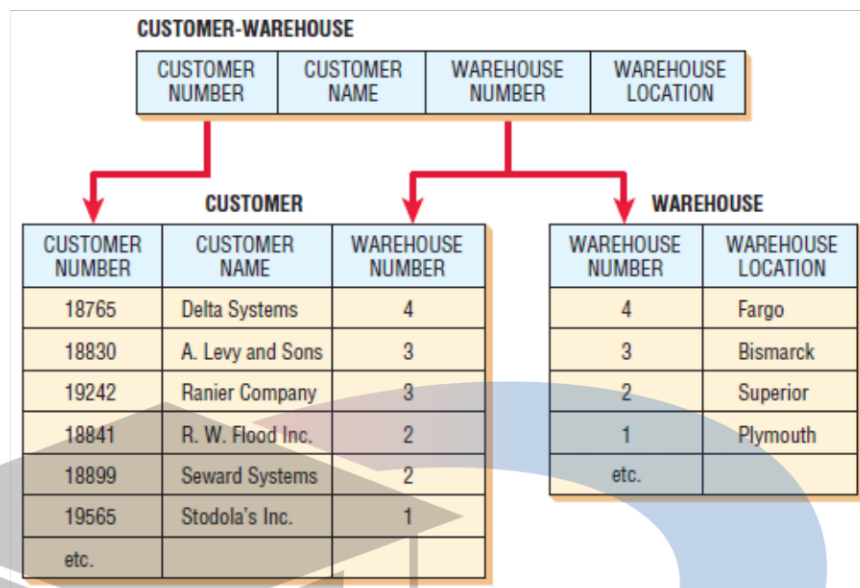 CUSTOMER-WAREHOUSE
CUSTOMER NUMBER CUSTOMER NAME WAREHOUSE NUMBER WAREHOUSE LOCATION
CUSTOMER
CUSTOMER NUMBER CUSTOMER NAME WAREHOUSE NUMBER
18765 Delta Systems 4
18830 A. Levy and Sons 3
19242 Ranier Company 3
18841 R. W. Flood Inc. 2
18899 Seward Systems 2
19565 Stodola's Inc. 1
etc.
WAREHOUSE
WAREHOUSE NUMBER WAREHOUSE LOCATION
4 Fargo
3 Bismarck
2 Superior
1 Plymouth
etc.